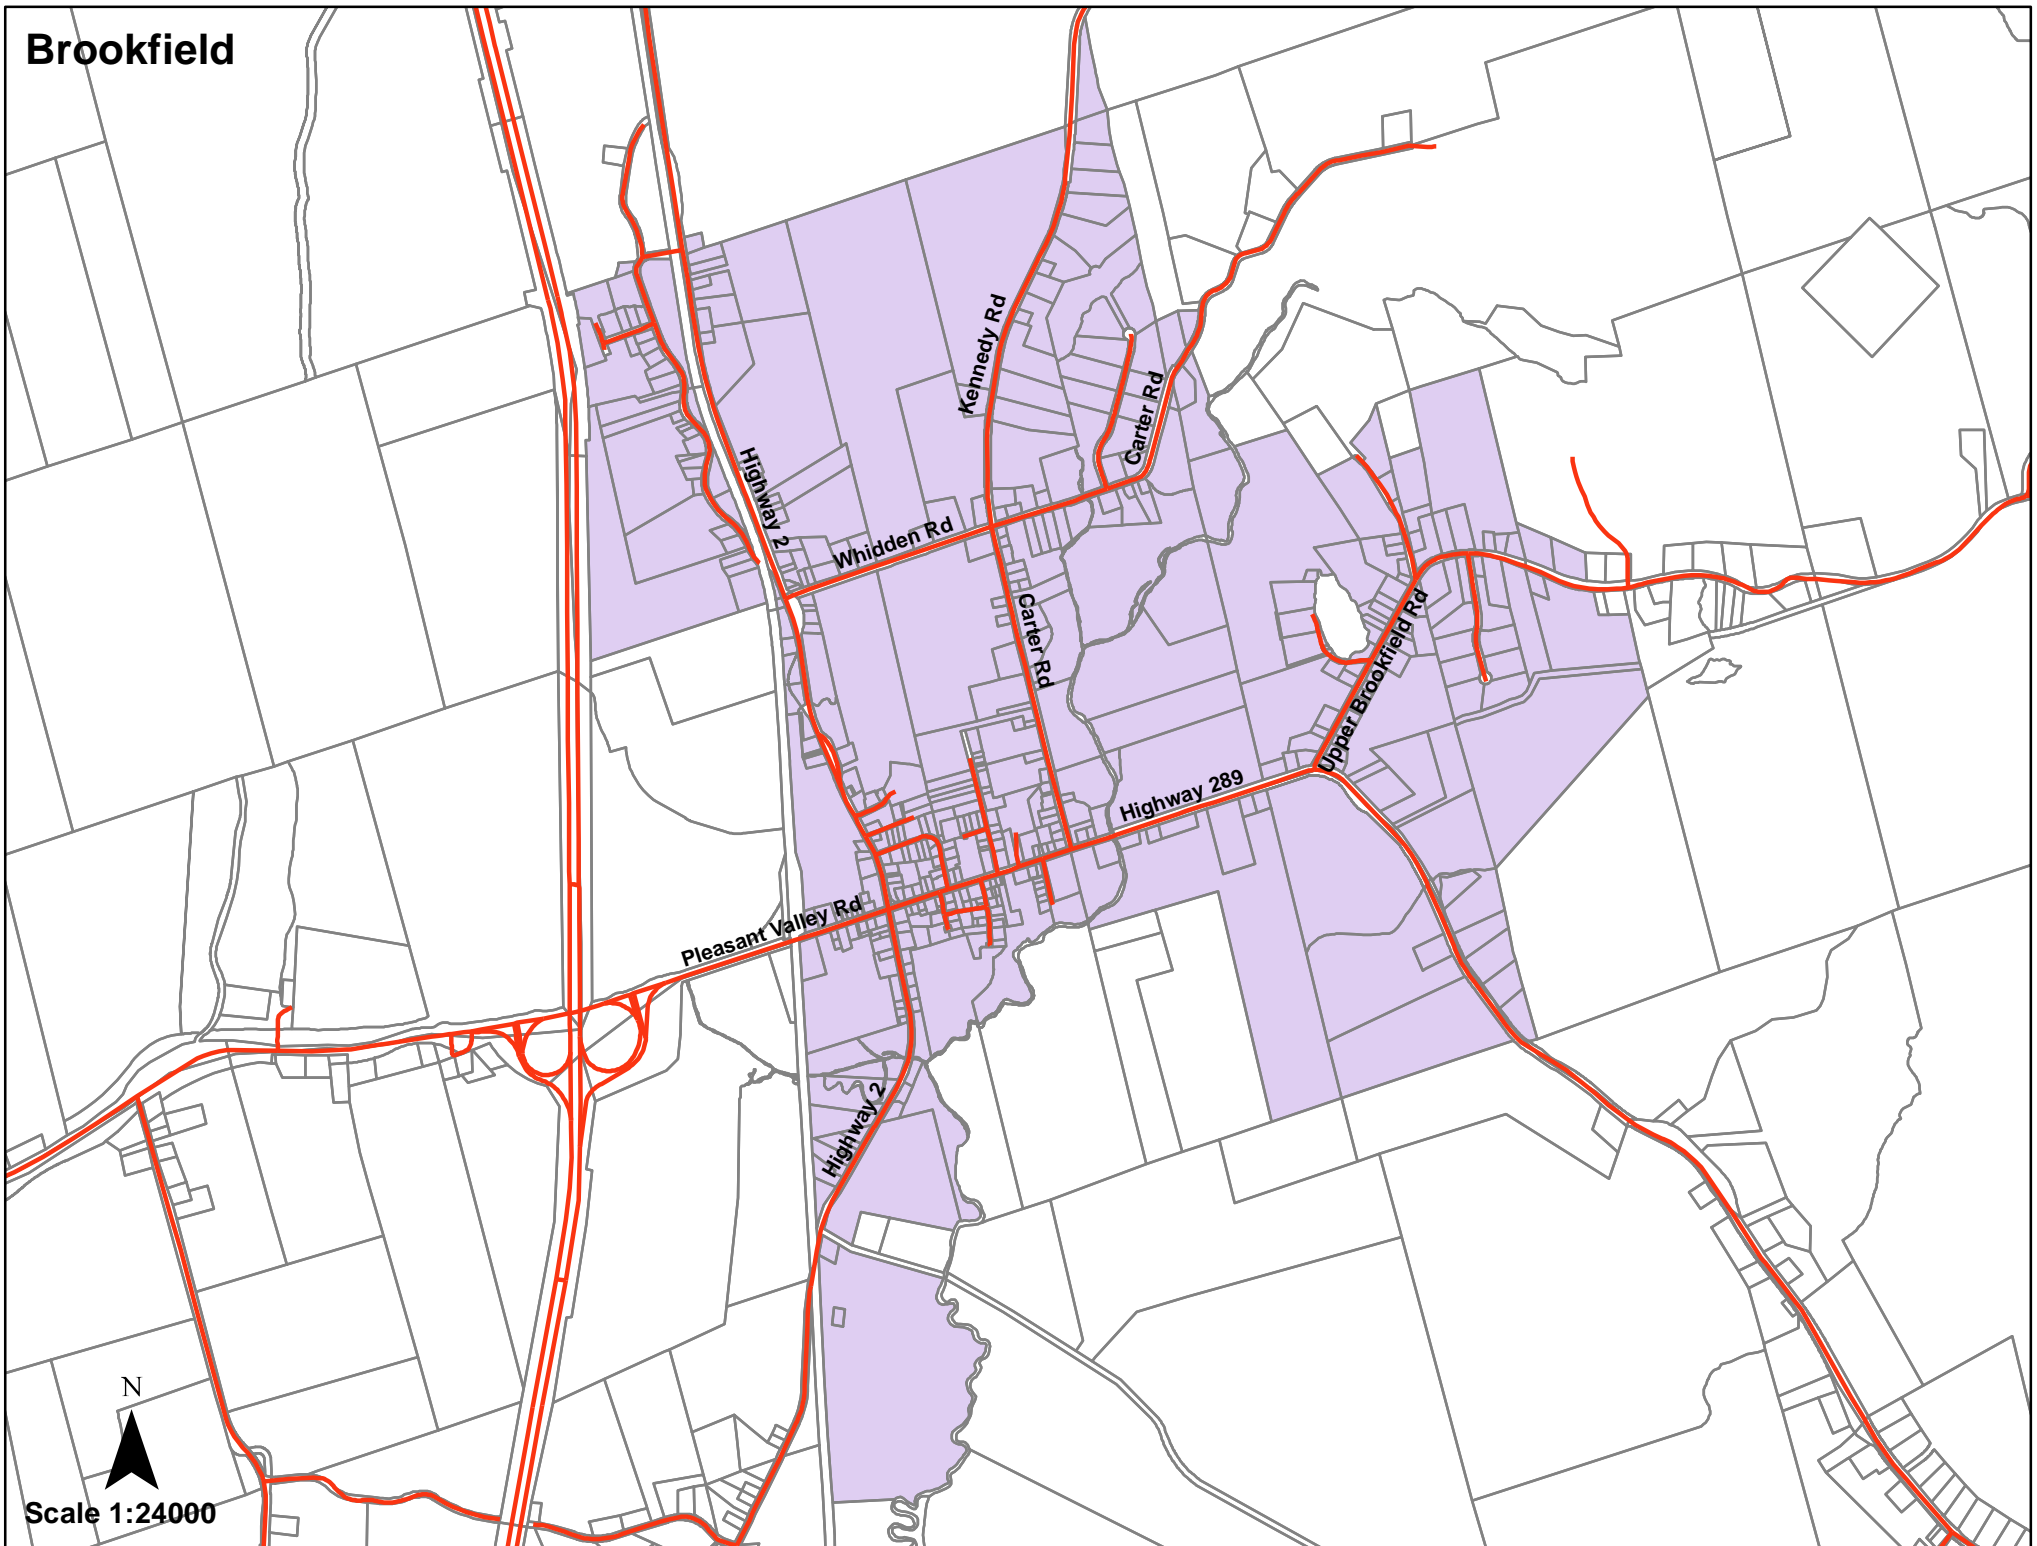 Brookfield
Kennedy Rd
Carter Rd
Highway 2
Whidden Rd
Carter Rd
Upper Brookfield Rd
Highway 289
Pleasant Valley Rd
Highway 2
N
Scale 1:24000